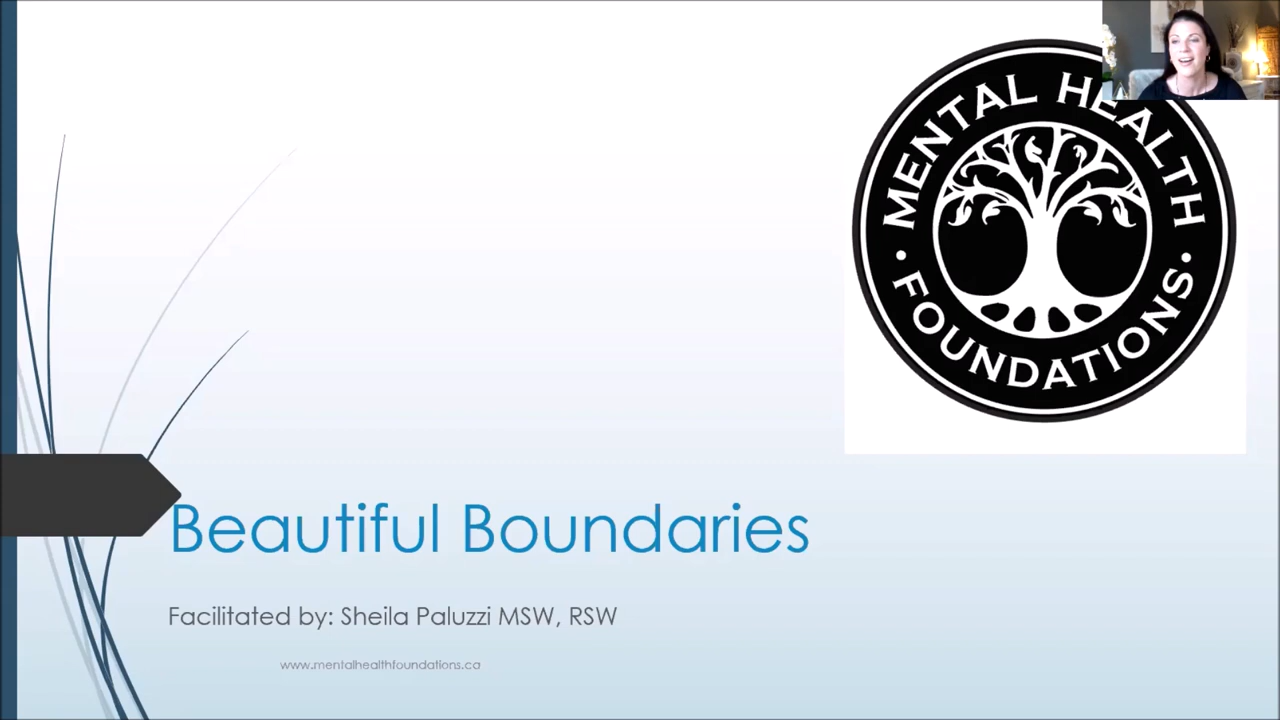 MENTAL HEALTH
FOUNDATIONS
Beautiful Boundaries
Facilitated by: Sheila Paluzzi MSW, RSW
www.mentalhealthfoundations.ca